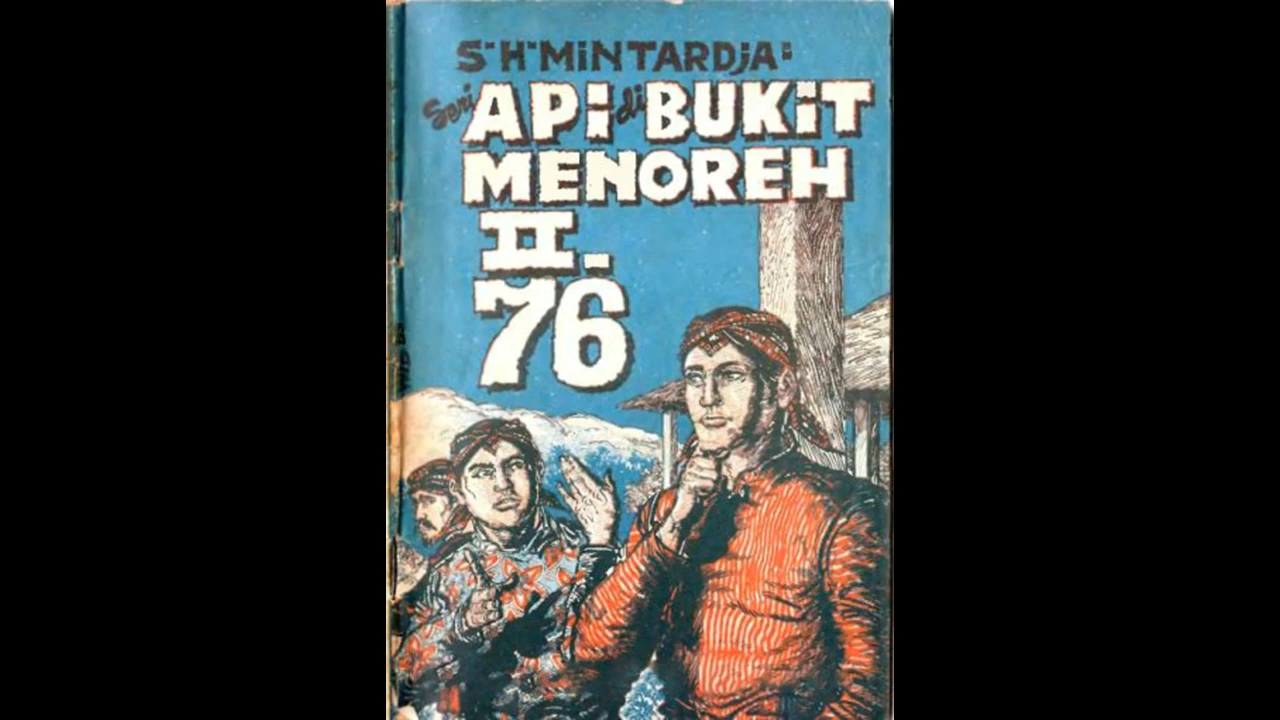 S·H·MiNTARDjA:
Seri APi di BUKiT
MENOREH
II.
76